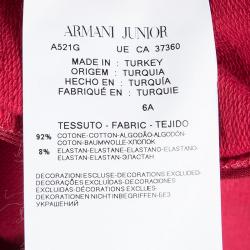 ARMANI JUNIOR
A521G UE CA 37360
MADE IN : TURKEY
ORIGEM : TURQUIA
HECHO EN : TURQUÍA
FABRIQUÉ EN : TURQUIE
6A
TESSUTO - FABRIC - TEJIDO
92% COTONE-COTTON-ALGODÃO-ALGODÓN-
COTON-BAUMWOLLE-ХЛОПОК
8% ELASTAN-ELASTANE-ELASTANO-ELASTANO-
ELASTHANNE-ELASTAN-ЭЛАСТАН
DECORAZIONI ESCLUSE-DECORATION EXCLUDED-
DECORAÇÕES EXCLUÍDAS-DECORACIONES
EXCLUIDAS-DÉCORATIONS EXCLUES-
DEKORATIONEN NICHT INBEGRIFFEN-БЕЗ
УКРАШЕНИЙ